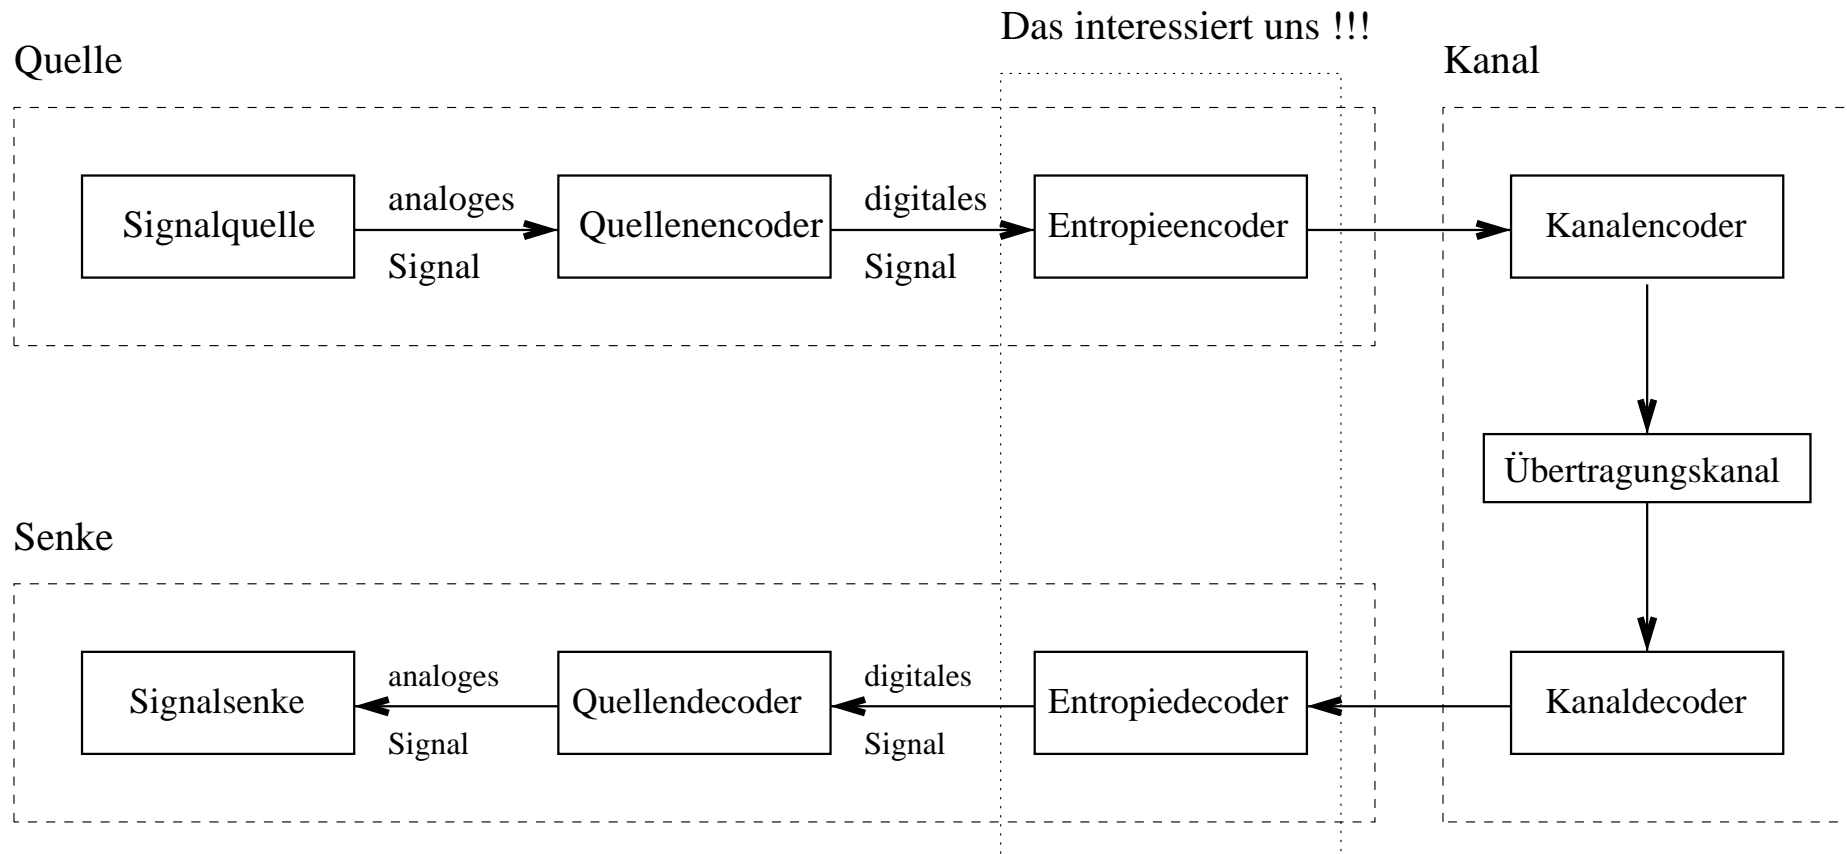 Das interessiert uns !!!
Quelle
Kanal
Signalquelle
analoges
Signal
Quellenencoder
digitales
Signal
Entropieencoder
Kanalencoder
Übertragungskanal
Senke
Signalsenke
analoges
Signal
Quellendecoder
digitales
Signal
Entropiedecoder
Kanaldecoder